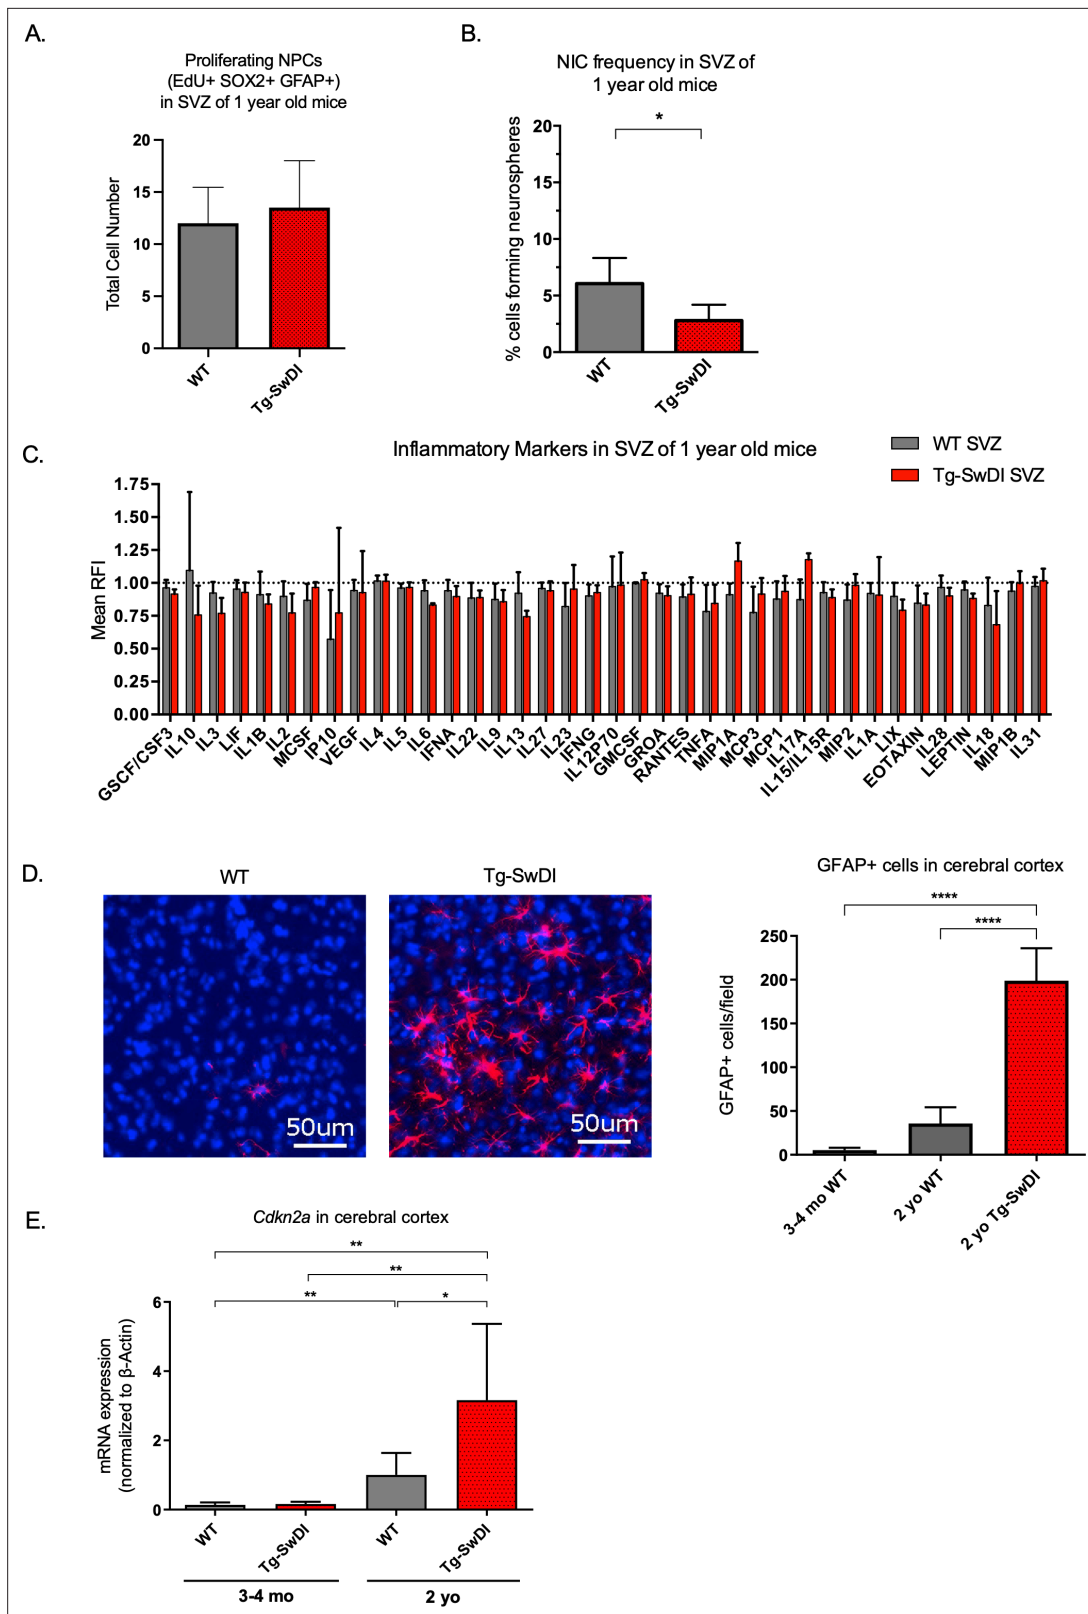 A.
Proliferating NPCs
(EdU+ SOX2+ GFAP+)
in SVZ of 1 year old mice
Total Cell Number
20
15
10
5
0
WT
Tg-SwDI
B.
NIC frequency in SVZ of
1 year old mice
*
% cells forming neurospheres
20
15
10
5
0
WT
Tg-SwDI
C.
Inflammatory Markers in SVZ of 1 year old mice
WT SVZ
Tg-SwDI SVZ
Mean RFI
1.75
1.50
1.25
1.00
0.75
0.50
0.25
0.00
GSCF/CSF3
IL10
IL3
LIF
IL1B
IL2
MCSF
IP10
VEGF
IL4
IL5
IL6
IFNA
IL22
IL9
IL13
IL27
IL23
IFNG
IL12P70
GMCSF
GROA
RANTES
TNFA
MIP1A
MCP3
MCP1
IL17A
IL15/IL15R
MIP2
IL1A
LIX
EOTAXIN
IL28
LEPTIN
IL18
MIP1B
IL31
D.
WT
50um
Tg-SwDI
50um
GFAP+ cells in cerebral cortex
****
****
GFAP+ cells/field
250
200
150
100
50
0
3-4 mo WT
2 yo WT
2 yo Tg-SwDI
E.
Cdkn2a in cerebral cortex
**
**
**
*
mRNA expression
(normalized to β-Actin)
6
4
2
0
WT
Tg-SwDI
WT
Tg-SwDI
3-4 mo
2 yo